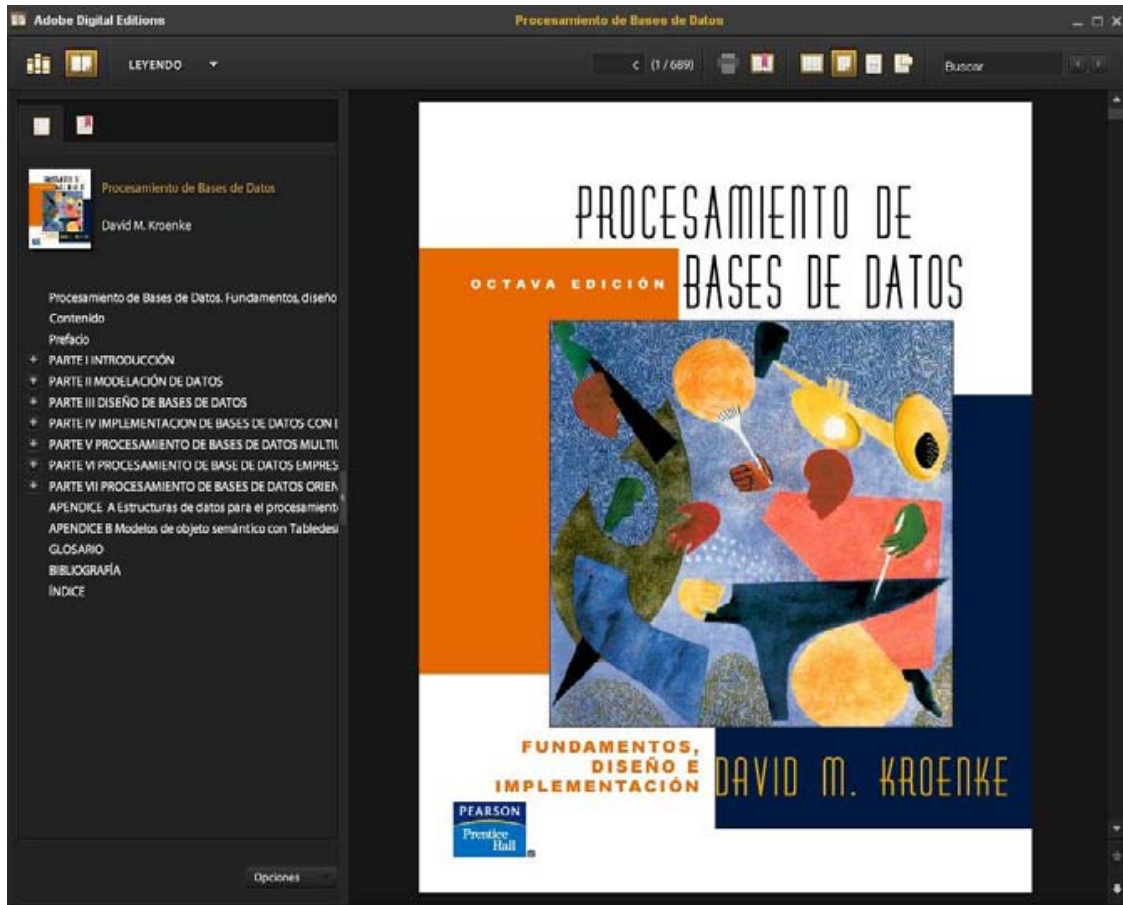 Adobe Digital Editions
Procesamiento de Bases de Datos
LEYENDO
c (1 / 689)
Buscar
Procesamiento de Bases de Datos
David M. Kroenke
Procesamiento de Bases de Datos. Fundamentos, diseño
Contenido
Prefacio
PARTE I INTRODUCCIÓN
PARTE II MODELACIÓN DE DATOS
PARTE III DISEÑO DE BASES DE DATOS
PARTE IV IMPLEMENTACION DE BASES DE DATOS CON
PARTE V PROCESAMIENTO DE BASES DE DATOS
PARTE VI PROCESAMIENTO DE BASE DE DATOS EMPRES
PARTE VII PROCESAMIENTO DE BASES DE DATOS ORIEN
APENDICE A Estructuras de datos para el procesamiento
APENDICE B Modelos de objeto semántico con Tabledesi
GLOSARIO
BIBLIOGRAFÍA
ÍNDICE
Opciones
PROCESAMIENTO DE
OCTAVA EDICIÓN
BASES DE DATOS
FUNDAMENTOS,
DISEÑO E
IMPLEMENTACIÓN
DAVID M. KROENKE
PEARSON
Prentice
Hall